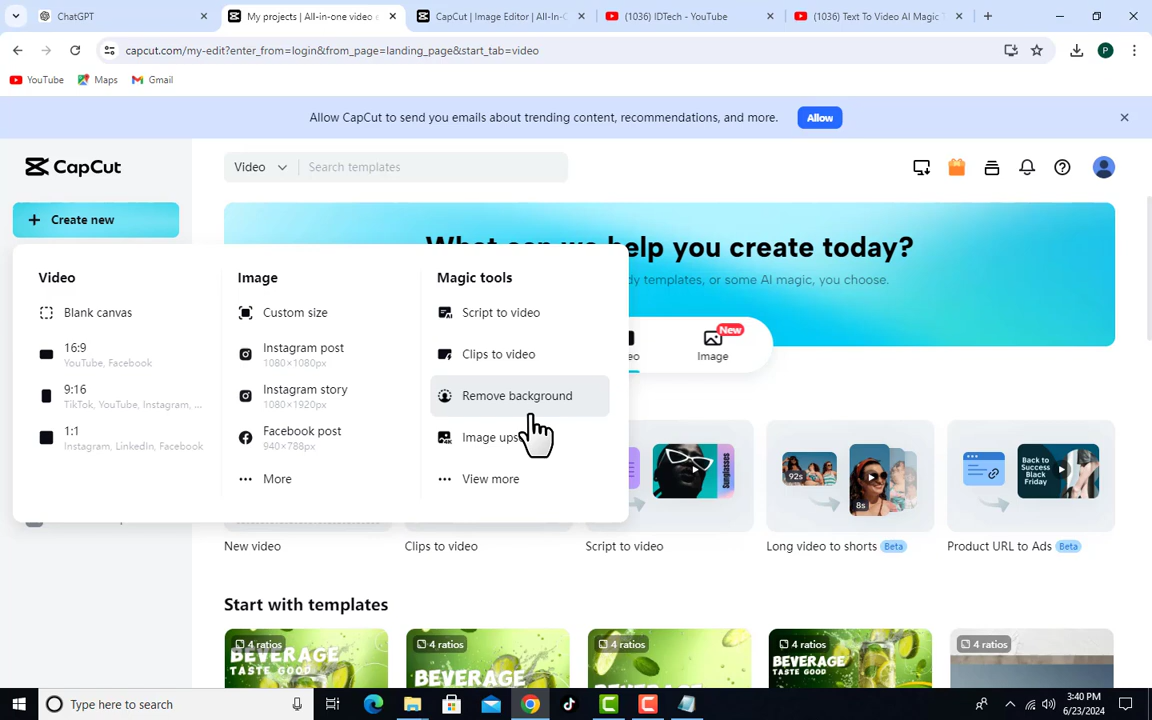 ChatGPT
My projects | All-in-one video e
CapCut | Image Editor | All-In-O
(1036) IDTech - YouTube
(1036) Text To Video AI Magic T
capcut.com/my-edit?enter_from=login&from_page=landing_page&start_tab=video
P
YouTube
Maps
Gmail
Allow CapCut to send you emails about trending content, recommendations, and more.
Allow
CapCut
Video
Search templates
+ Create new
What can we help you create today?
dy templates, or some AI magic, you choose.
Video
Blank canvas
16:9
YouTube, Facebook
9:16
TikTok, YouTube, Instagram, ...
1:1
Instagram, LinkedIn, Facebook
Image
Custom size
Instagram post
1080×1080px
Instagram story
1080×1920px
Facebook post
940×788px
More
Magic tools
Script to video
Clips to video
Remove background
Image ups
View more
eo
New
Image
Sunglasses
92s
8s
Back to
Success
Black
Friday
New video
Clips to video
Script to video
Long video to shorts Beta
Product URL to Ads Beta
Start with templates
4 ratios
BEVERAGE
TASTE GOOD
4 ratios
BEVERAGE
4 ratios
4 ratios
BEVERAGE
TASTE GOOD
4 ratios
Type here to search
3:40 PM
6/23/2024